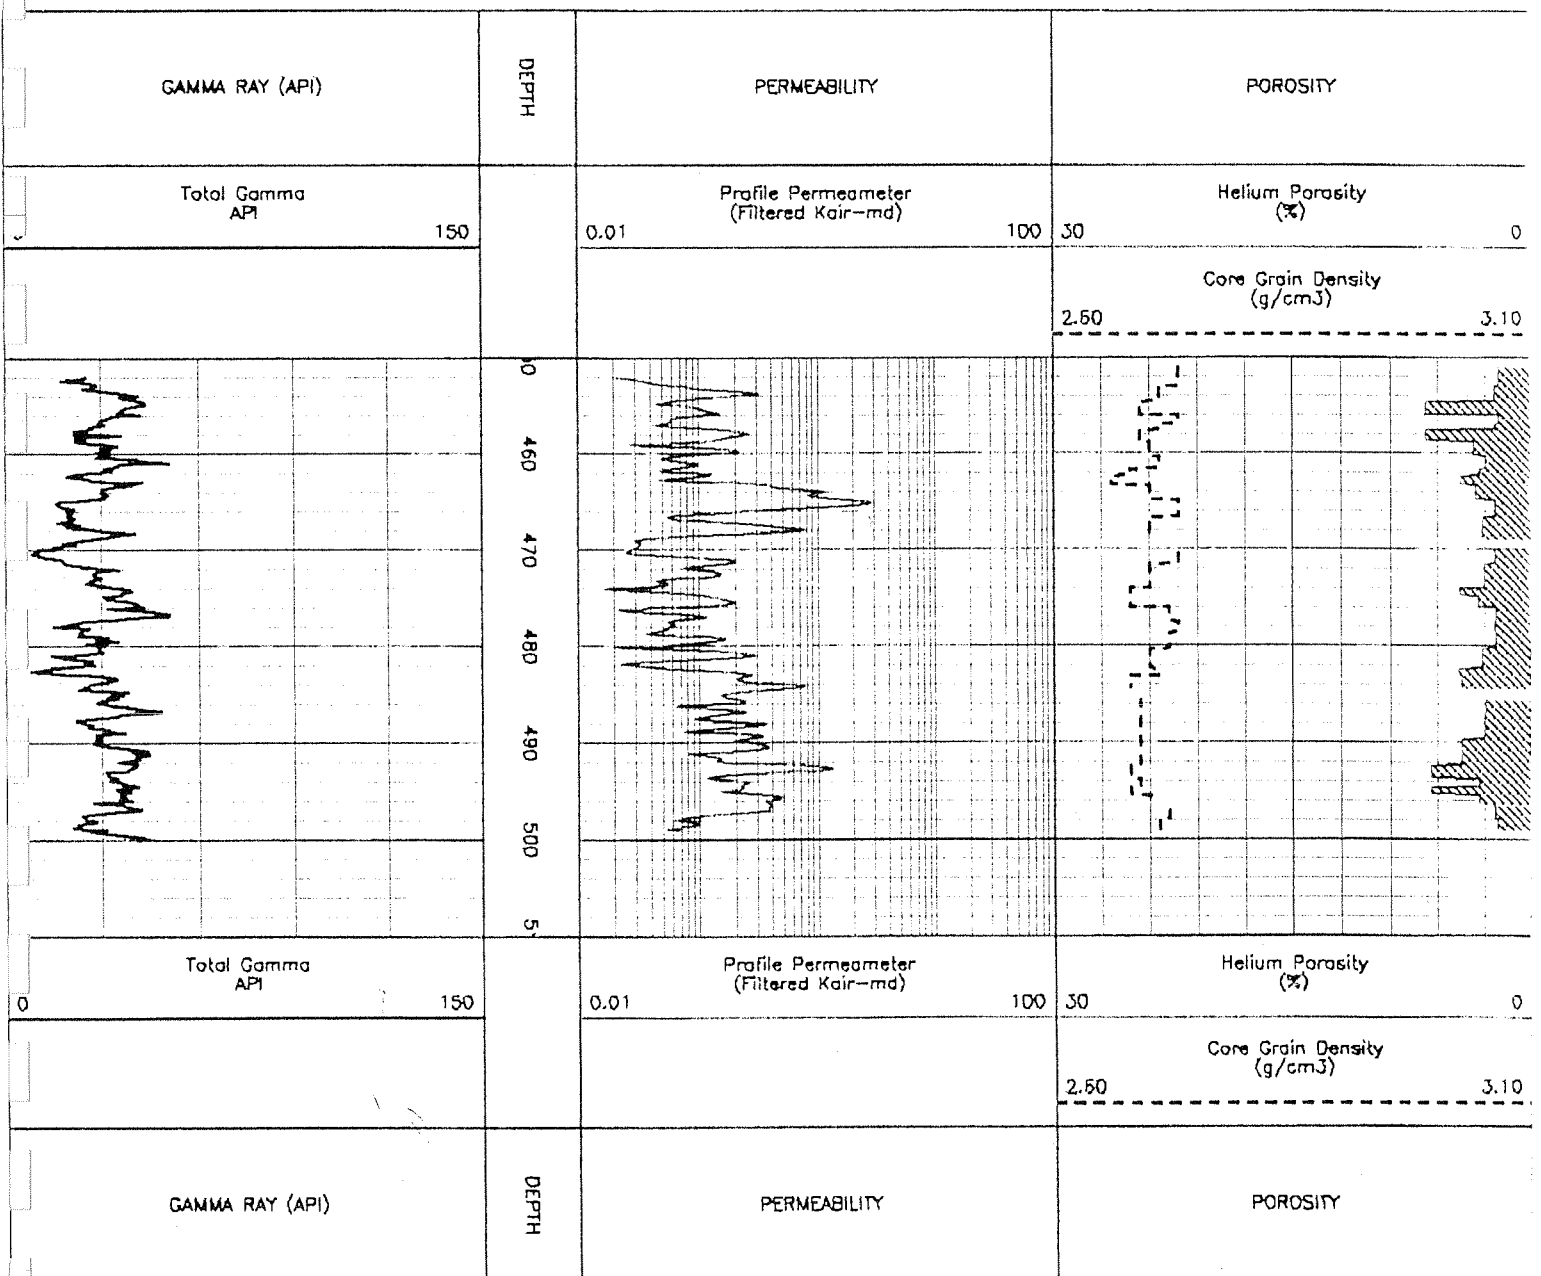 GAMMA RAY (API)
DEPTH
PERMEABILITY
POROSITY
Total Gamma
API
150
Profile Permeameter
(Filtered Kair-md)
0.01
100
Helium Porosity
(%)
30
0
Core Grain Density
(g/cm3)
2.60
3.10
0
460
470
480
490
500
5
Total Gamma
API
0
150
Profile Permeameter
(Filtered Kair-md)
0.01
100
Helium Porosity
(%)
30
0
Core Grain Density
(g/cm3)
2.60
3.10
GAMMA RAY (API)
DEPTH
PERMEABILITY
POROSITY